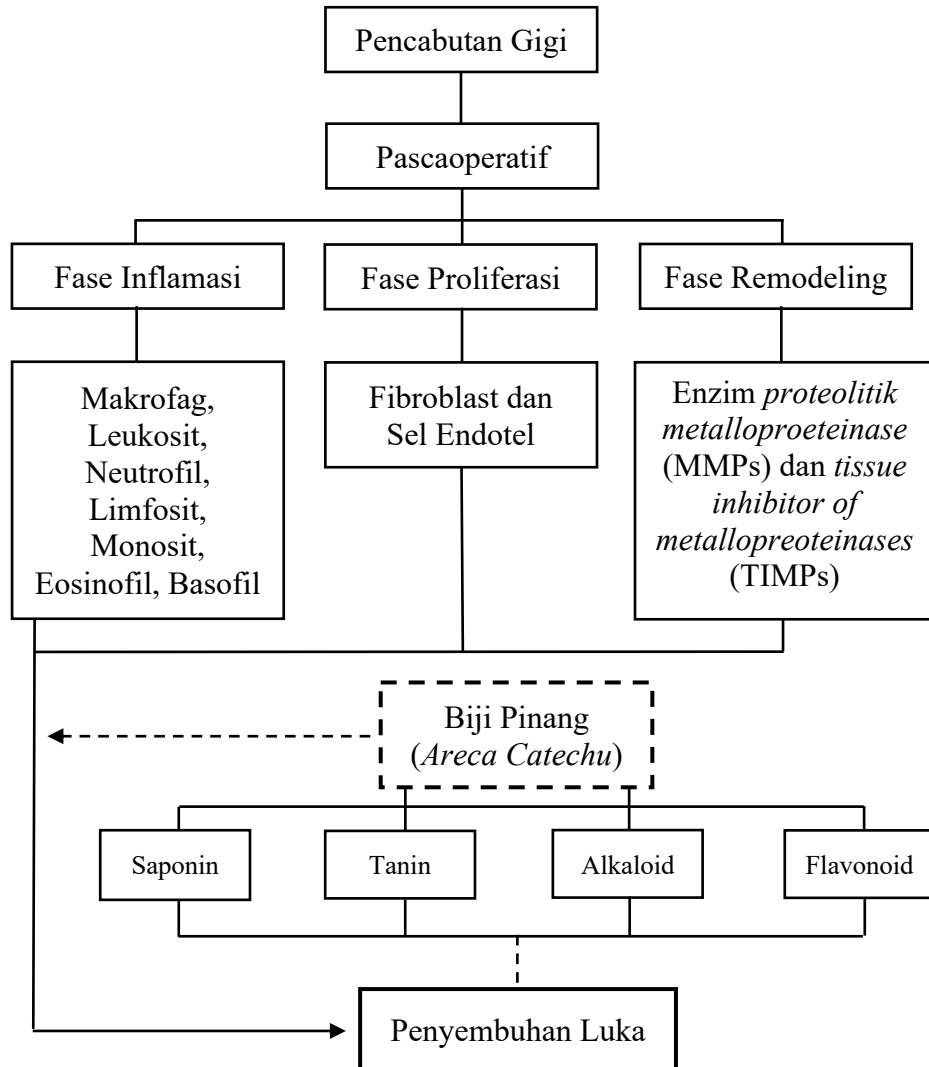 Pencabutan Gigi
Pascaoperatif
Fase Inflamasi
Fase Proliferasi
Fase Remodeling
Makrofag,
Leukosit,
Neutrofil,
Limfosit,
Monosit,
Eosinofil, Basofil
Fibroblast dan
Sel Endotel
Enzim proteolitik
metalloproeteinase
(MMPs) dan tissue
inhibitor of
metallopreoteinases
(TIMPs)
Biji Pinang
(Areca Catechu)
Saponin
Tanin
Alkaloid
Flavonoid
Penyembuhan Luka